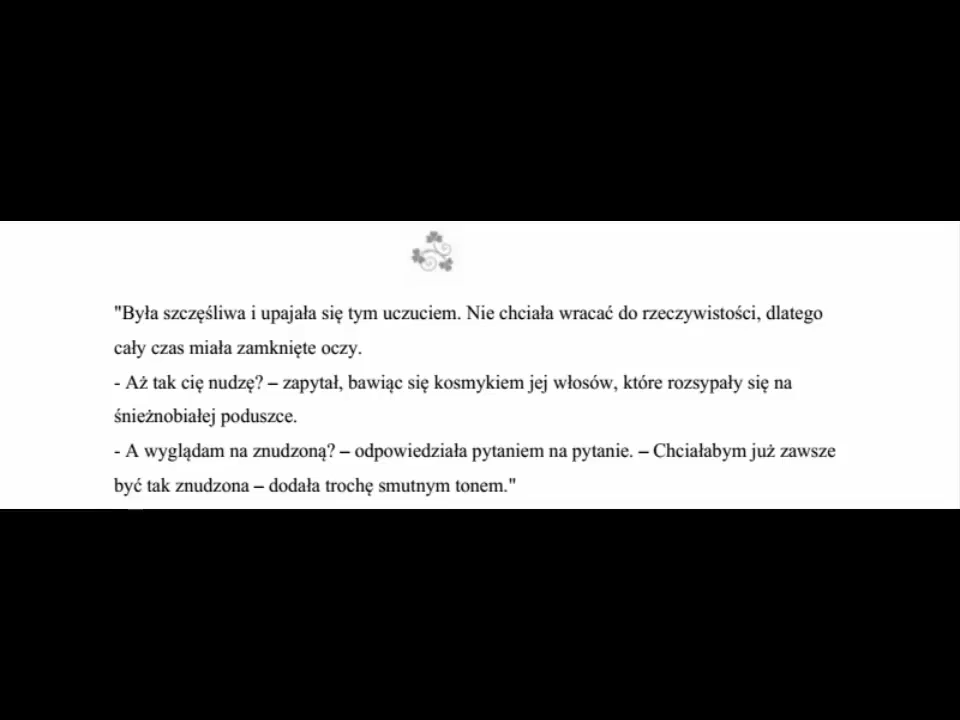 "Była szczęśliwa i upajała się tym uczuciem. Nie chciała wracać do rzeczywistości, dlatego
cały czas miała zamknięte oczy.
- Aż tak cię nudzę? – zapytał, bawiąc się kosmykiem jej włosów, które rozsypały się na
śnieżnobiałej poduszce.
- A wyglądam na znudzoną? – odpowiedziała pytaniem na pytanie. – Chciałabym już zawsze
być tak znudzona – dodała trochę smutnym tonem."